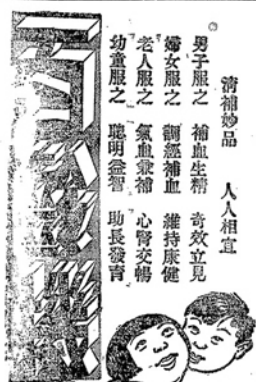 清補妙品 人人相宜
男子服之 補血生精 奇效立見
婦女服之 調經補血 維持康健
老人服之 氣血兼補 心腎交暢
幼童服之 聰明益智 助長發育